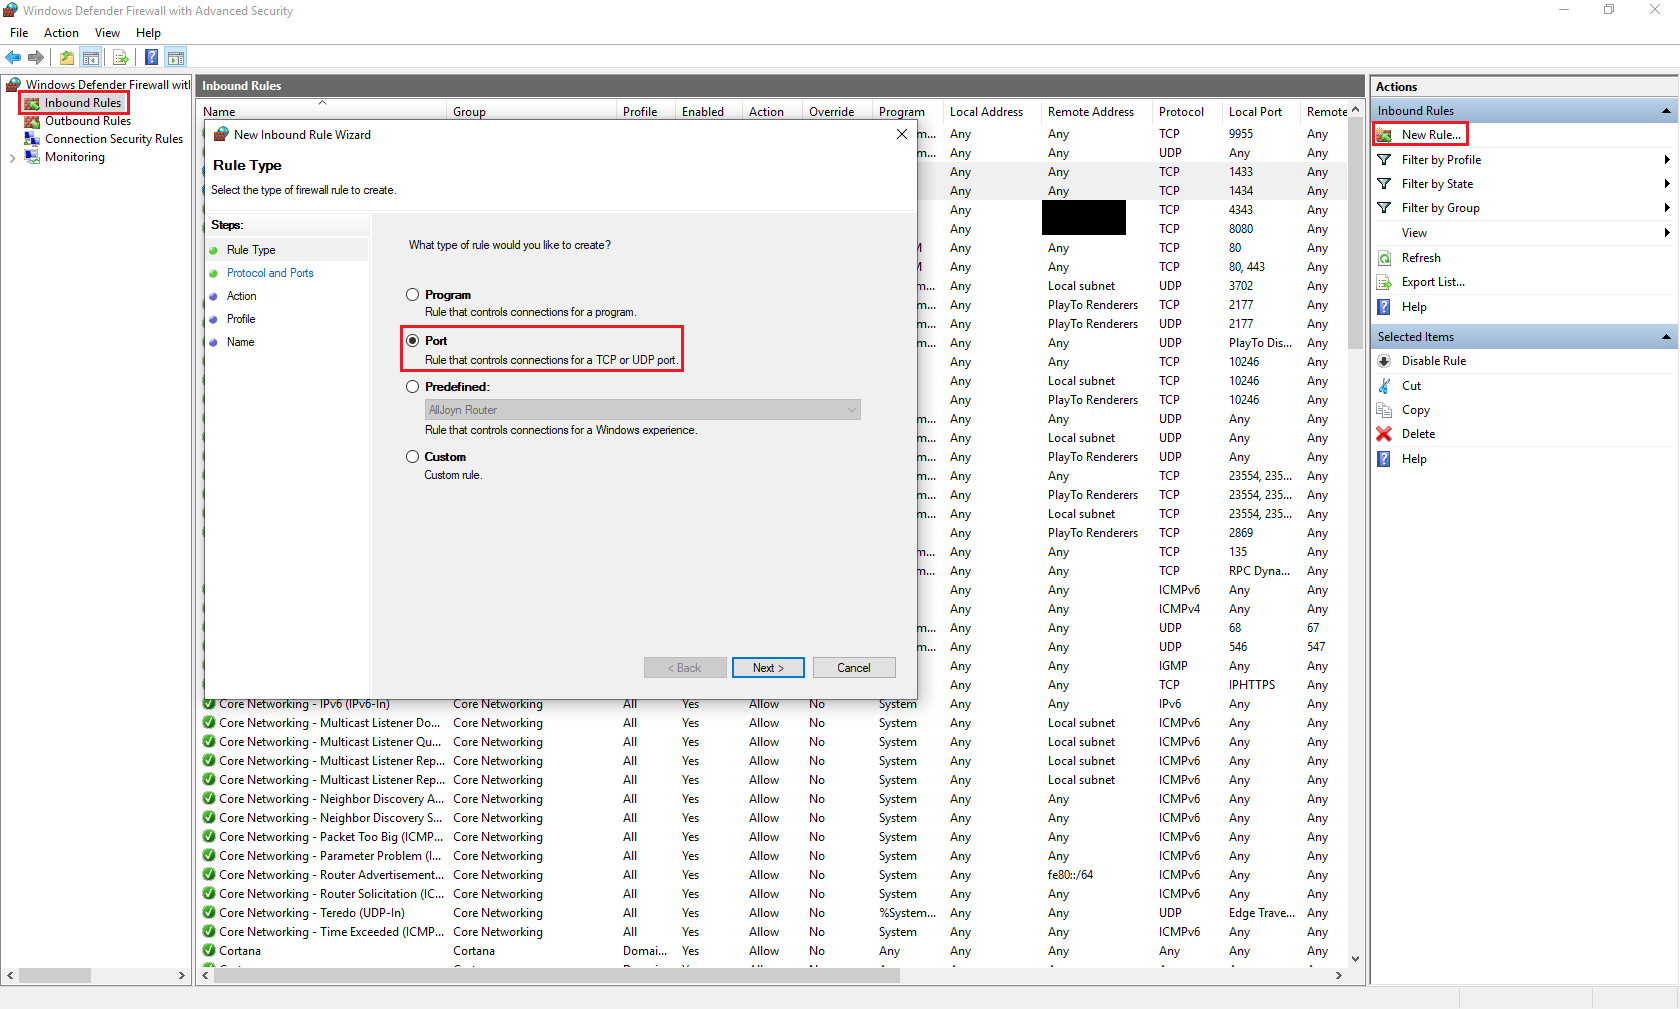 Windows Defender Firewall with Advanced Security
File Action View Help
Windows Defender Firewall with
Inbound Rules
Outbound Rules
Connection Security Rules
Monitoring
Inbound Rules
Name Group Profile Enabled Action Override Program Local Address Remote Address Protocol Local Port Remote
m... Any Any TCP 9955 Any
m... Any Any UDP Any Any
Any Any TCP 1433 Any
Any Any TCP 1434 Any
Any TCP 4343 Any
Any TCP 8080 Any
Any Any TCP 80 Any
Any Any TCP 80, 443 Any
m... Any Local subnet UDP 3702 Any
m... Any PlayTo Renderers TCP 2177 Any
m... Any PlayTo Renderers UDP 2177 Any
m... Any Any UDP PlayTo Dis... Any
Any Any TCP 10246 Any
Any Local subnet TCP 10246 Any
Any PlayTo Renderers TCP 10246 Any
m... Any Any UDP Any Any
m... Any Local subnet UDP Any Any
m... Any PlayTo Renderers UDP Any Any
m... Any Any TCP 23554, 235... Any
m... Any PlayTo Renderers TCP 23554, 235... Any
m... Any Local subnet TCP 23554, 235... Any
Any PlayTo Renderers TCP 2869 Any
m... Any Any TCP 135 Any
m... Any Any TCP RPC Dyna... Any
Any Any ICMPv6 Any Any
Any Any ICMPv4 Any Any
m... Any Any UDP 68 67
m... Any Any UDP 546 547
Any Any IGMP Any Any
Any Any TCP IPHTTPS Any
Core Networking - IPv6 (IPv6-In) Core Networking All Yes Allow No System Any Any IPv6 Any Any
Core Networking - Multicast Listener Do... Core Networking All Yes Allow No System Any Local subnet ICMPv6 Any Any
Core Networking - Multicast Listener Qu... Core Networking All Yes Allow No System Any Local subnet ICMPv6 Any Any
Core Networking - Multicast Listener Rep... Core Networking All Yes Allow No System Any Local subnet ICMPv6 Any Any
Core Networking - Multicast Listener Rep... Core Networking All Yes Allow No System Any Local subnet ICMPv6 Any Any
Core Networking - Neighbor Discovery A... Core Networking All Yes Allow No System Any Any ICMPv6 Any Any
Core Networking - Neighbor Discovery S... Core Networking All Yes Allow No System Any Any ICMPv6 Any Any
Core Networking - Packet Too Big (ICMP... Core Networking All Yes Allow No System Any Any ICMPv6 Any Any
Core Networking - Parameter Problem (I... Core Networking All Yes Allow No System Any Any ICMPv6 Any Any
Core Networking - Router Advertisement... Core Networking All Yes Allow No System Any fe80::/64 ICMPv6 Any Any
Core Networking - Router Solicitation (IC... Core Networking All Yes Allow No System Any Any ICMPv6 Any Any
Core Networking - Teredo (UDP-In) Core Networking All Yes Allow No %System... Any Any UDP Edge Trave... Any
Core Networking - Time Exceeded (ICMP... Core Networking All Yes Allow No System Any Any ICMPv6 Any Any
Cortana Cortana Domai... Yes Allow No Any Any Any Any Any Any
New Inbound Rule Wizard
Rule Type
Select the type of firewall rule to create.
Steps:
Rule Type
Protocol and Ports
Action
Profile
Name
What type of rule would you like to create?
Program
Rule that controls connections for a program.
Port
Rule that controls connections for a TCP or UDP port.
Predefined:
AllJoyn Router
Rule that controls connections for a Windows experience.
Custom
Custom rule.
< Back Next > Cancel
Actions
Inbound Rules
New Rule...
Filter by Profile
Filter by State
Filter by Group
View
Refresh
Export List...
Help
Selected Items
Disable Rule
Cut
Copy
Delete
Help